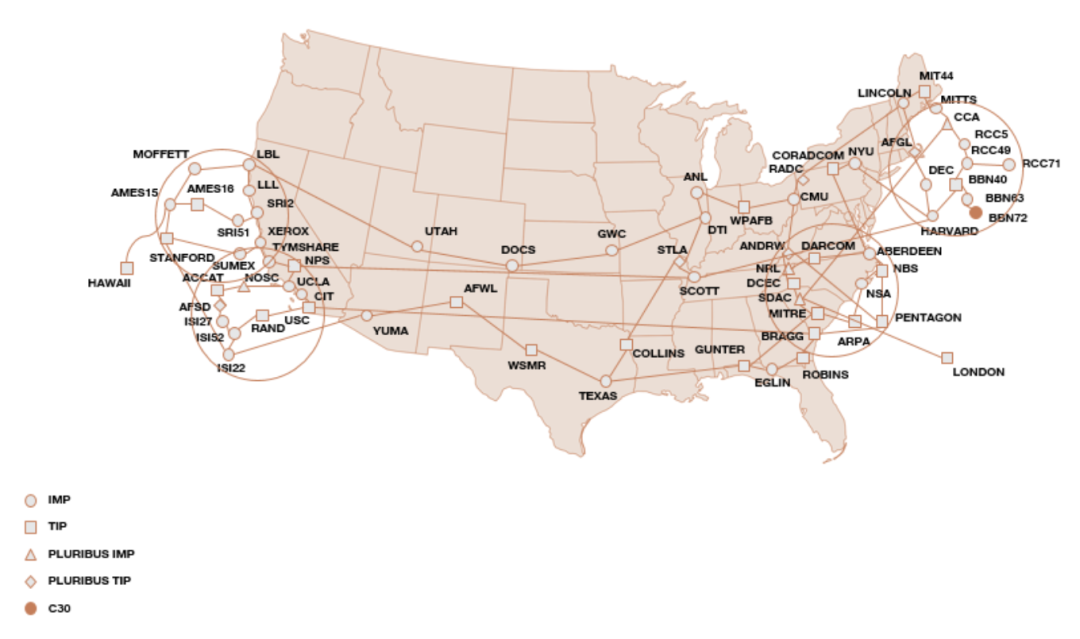 MIT44
LINCOLN
MITTS
CCA
RCC5
AFGL
RCC49
MOFFETT
LBL
CORADCOM
NYU
RCC71
RADC
DEC
BBN40
ANL
AMES15
AMES16
LLL
CMU
BBN63
SRI2
WPAFB
BBN72
SRI51
XEROX
UTAH
GWC
DTI
HARVARD
TYMSHARE
DOCS
STLA
ANDRW
DARCOM
ABERDEEN
STANFORD
SUMEX
NPS
NRL
NBS
HAWAII
ACCAT
NOSC
UCLA
DCEC
AFWL
SCOTT
NSA
CIT
SDAC
AFSD
MITRE
ISI27
RAND
USC
PENTAGON
YUMA
ISI52
BRAGG
ARPA
COLLINS
GUNTER
ISI22
WSMR
ROBINS
LONDON
EGLIN
TEXAS
IMP
TIP
PLURIBUS IMP
PLURIBUS TIP
C30